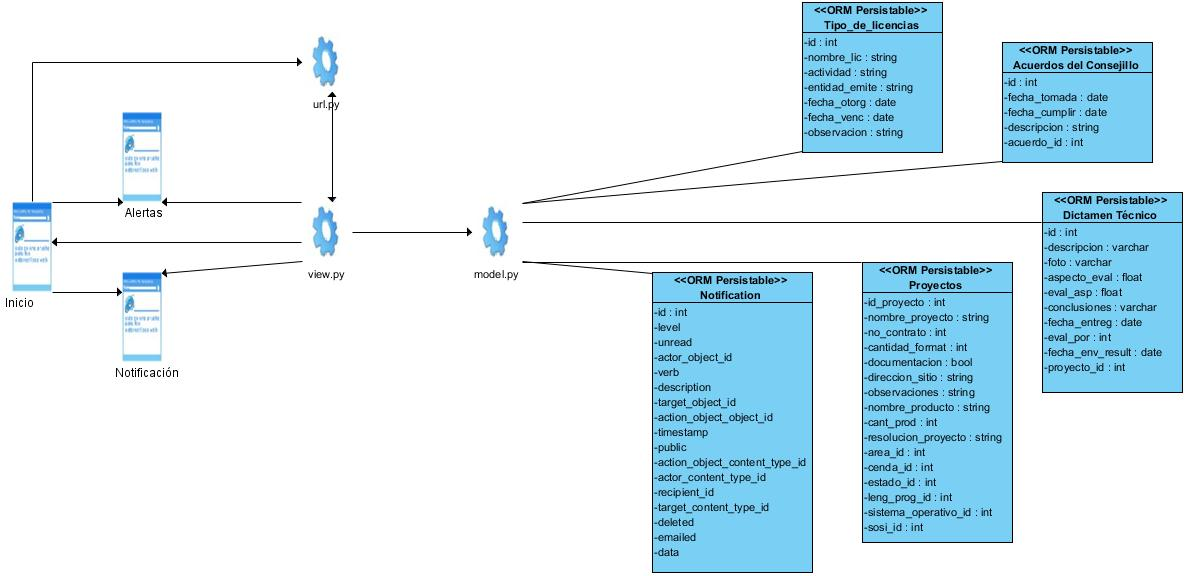 url.py
Alertas
Inicio
view.py
model.py
Notificación
<<ORM Persistable>>
Tipo_de_licencias
-id : int
-nombre_lic : string
-actividad : string
-entidad_emite : string
-fecha_otorg : date
-fecha_venc : date
-observacion : string
<<ORM Persistable>>
Acuerdos del Consejillo
-id : int
-fecha_tomada : date
-fecha_cumplir : date
-descripcion : string
-acuerdo_id : int
<<ORM Persistable>>
Dictamen Técnico
-id : int
-descripcion : varchar
-foto : varchar
-aspecto_eval : float
-eval_asp : float
-conclusiones : varchar
-fecha_entreg : date
-eval_por : int
-fecha_env_result : date
-proyecto_id : int
<<ORM Persistable>>
Notification
-id : int
-level
-unread
-actor_object_id
-verb
-description
-target_object_id
-action_object_object_id
-timestamp
-public
-action_object_content_type_id
-actor_content_type_id
-recipient_id
-target_content_type_id
-deleted
-emailed
-data
<<ORM Persistable>>
Proyectos
-id_proyecto : int
-nombre_proyecto : string
-no_contrato : int
-cantidad_format : int
-documentacion : bool
-direccion_sitio : string
-observaciones : string
-nombre_producto : string
-cant_prod : int
-resolucion_proyecto : string
-area_id : int
-cenda_id : int
-estado_id : int
-leng_prog_id : int
-sistema_operativo_id : int
-sosi_id : int